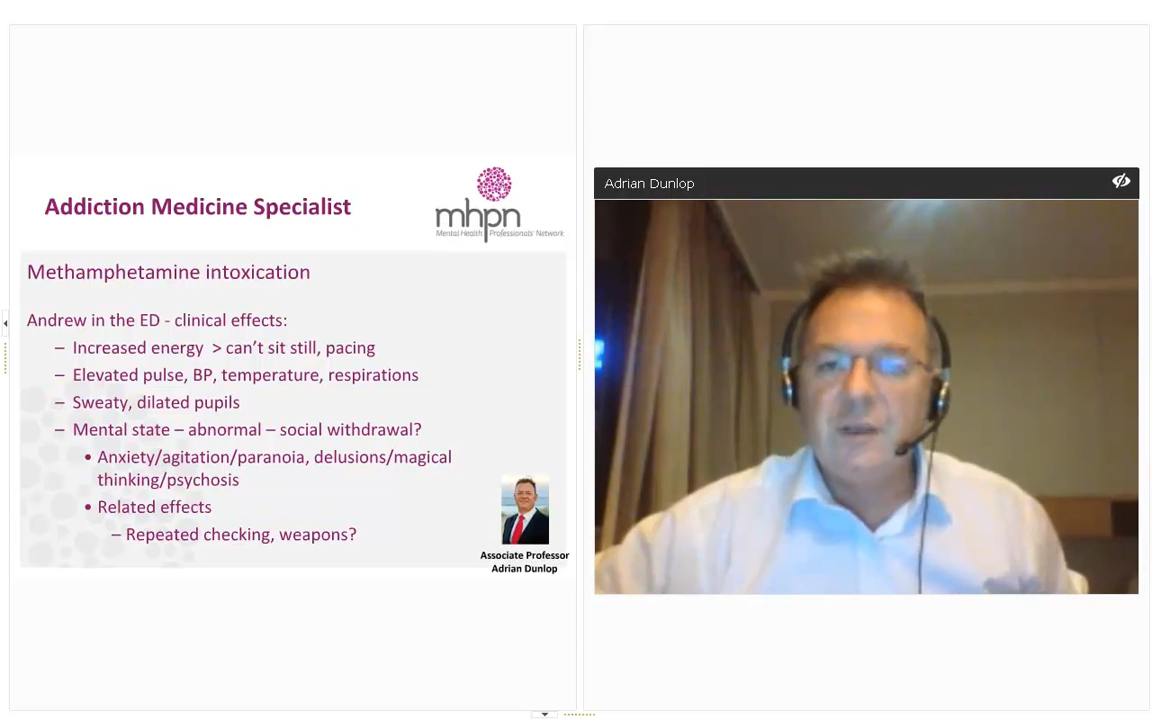 Addiction Medicine Specialist
mhpn
Mental Health Professionals' Network
Methamphetamine intoxication
Andrew in the ED - clinical effects:
– Increased energy > can't sit still, pacing
– Elevated pulse, BP, temperature, respirations
– Sweaty, dilated pupils
– Mental state – abnormal – social withdrawal?
• Anxiety/agitation/paranoia, delusions/magical
thinking/psychosis
• Related effects
– Repeated checking, weapons?
Associate Professor
Adrian Dunlop
Adrian Dunlop